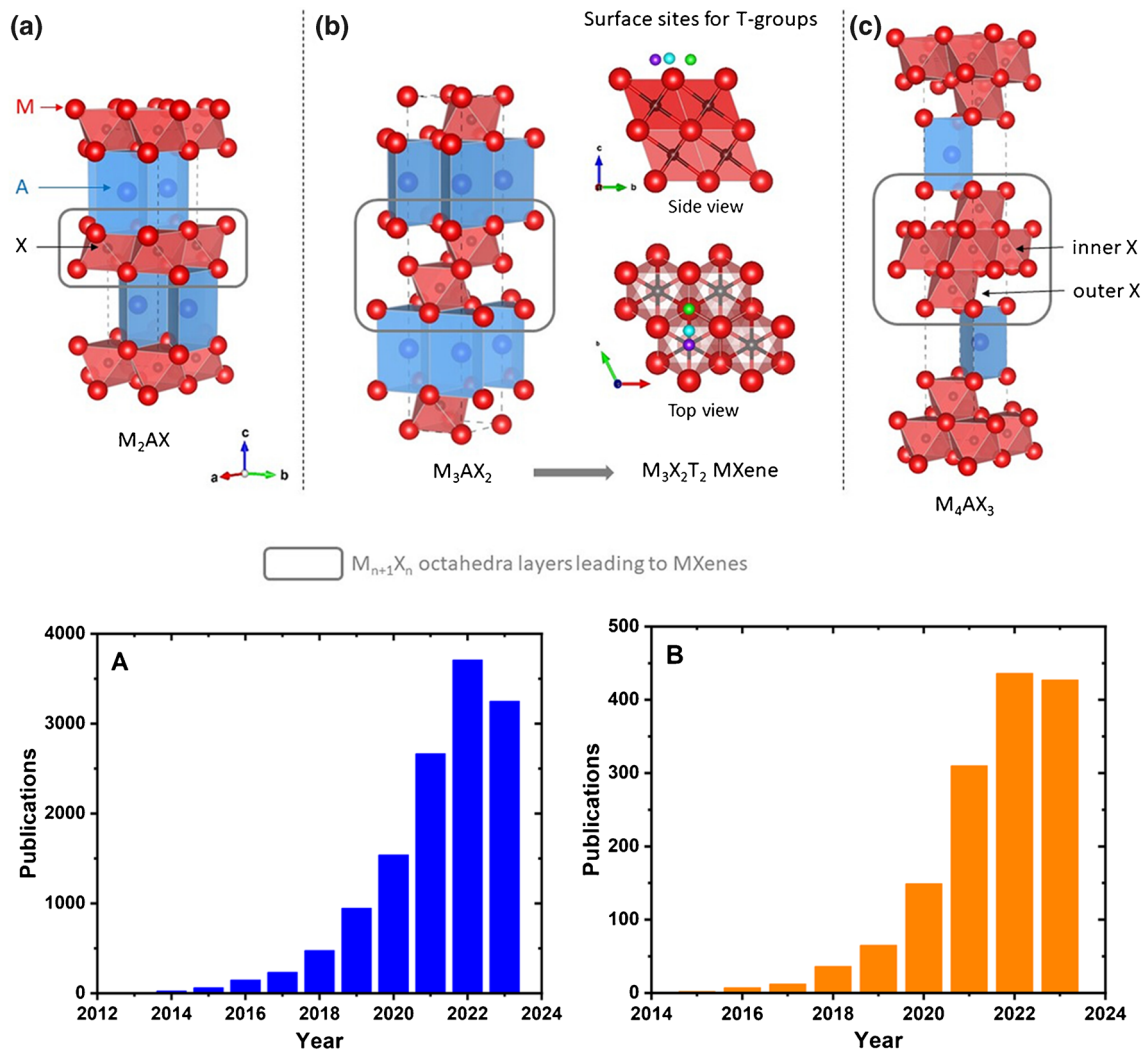 (a)
M
A
X
M₂AX
c
a
b
(b)
Surface sites for T-groups
c
b
Side view
Top view
M₃AX₂
M₃X₂T₂ MXene
(c)
inner X
outer X
M₄AX₃
Mₙ₊₁Xₙ octahedra layers leading to MXenes
A
Publications
4000
3000
2000
1000
0
2012 2014 2016 2018 2020 2022 2024
Year
B
Publications
500
400
300
200
100
0
2014 2016 2018 2020 2022 2024
Year